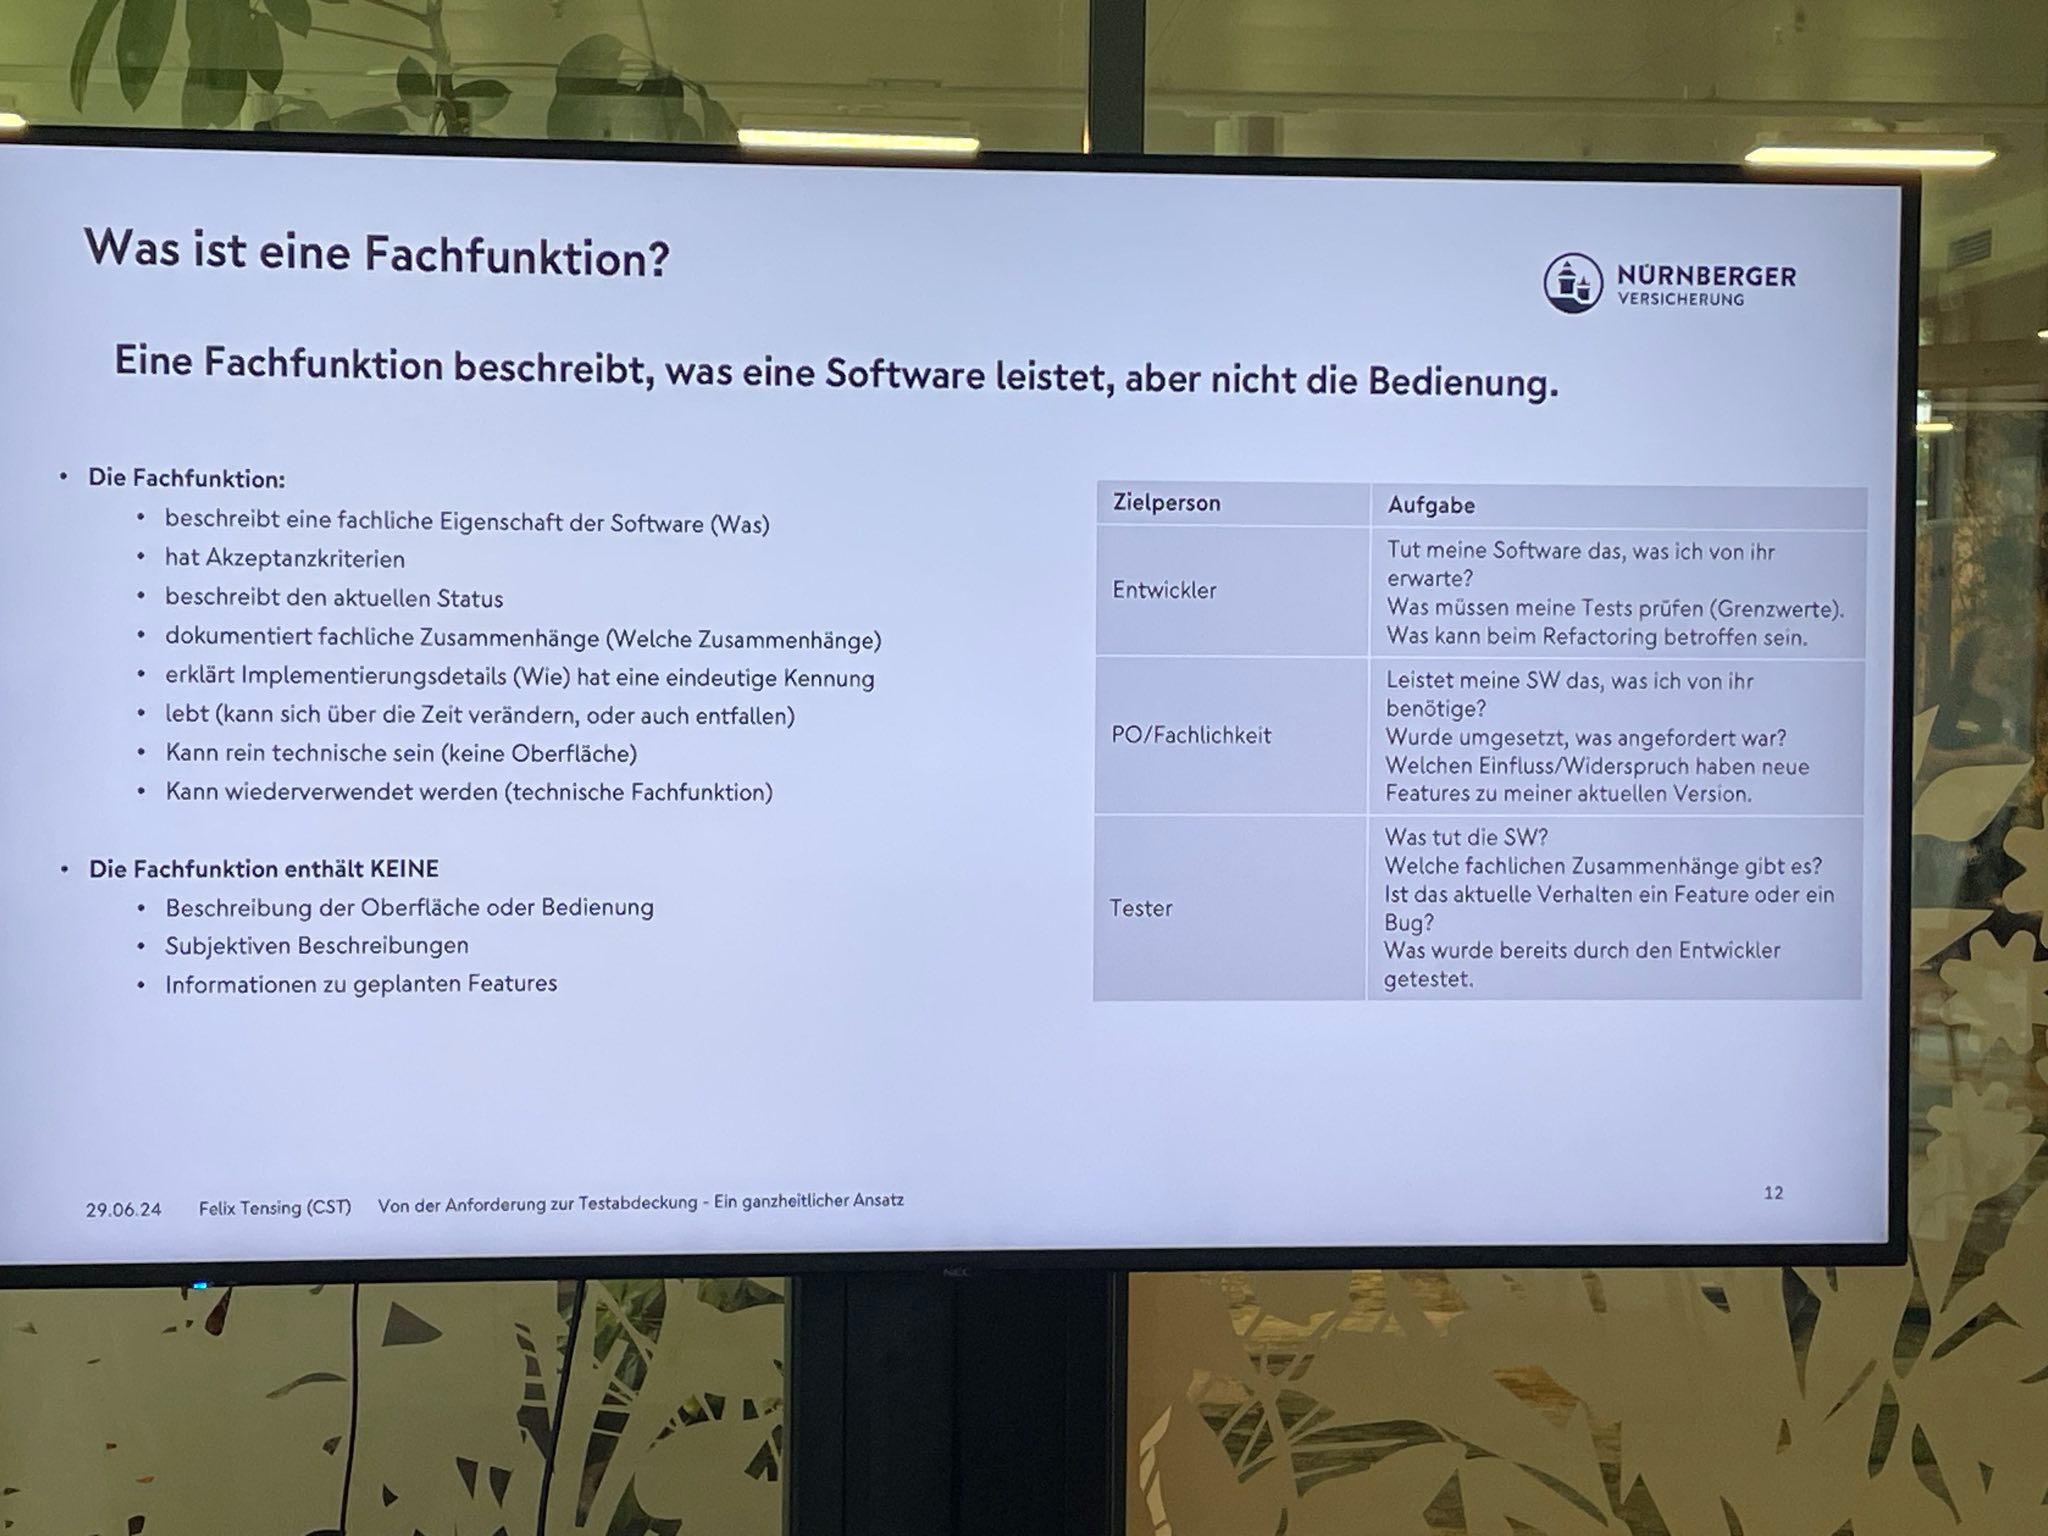 Was ist eine Fachfunktion?
NÜRNBERGER
VERSICHERUNG
Eine Fachfunktion beschreibt, was eine Software leistet, aber nicht die Bedienung.
• Die Fachfunktion:
• beschreibt eine fachliche Eigenschaft der Software (Was)
• hat Akzeptanzkriterien
• beschreibt den aktuellen Status
• dokumentiert fachliche Zusammenhänge (Welche Zusammenhänge)
• erklärt Implementierungsdetails (Wie) hat eine eindeutige Kennung
• lebt (kann sich über die Zeit verändern, oder auch entfallen)
• Kann rein technische sein (keine Oberfläche)
• Kann wiederverwendet werden (technische Fachfunktion)
• Die Fachfunktion enthält KEINE
• Beschreibung der Oberfläche oder Bedienung
• Subjektiven Beschreibungen
• Informationen zu geplanten Features
Zielperson
Aufgabe
Entwickler
Tut meine Software das, was ich von ihr
erwarte?
Was müssen meine Tests prüfen (Grenzwerte).
Was kann beim Refactoring betroffen sein.
PO/Fachlichkeit
Leistet meine SW das, was ich von ihr
benötige?
Wurde umgesetzt, was angefordert war?
Welchen Einfluss/Widerspruch haben neue
Features zu meiner aktuellen Version.
Tester
Was tut die SW?
Welche fachlichen Zusammenhänge gibt es?
Ist das aktuelle Verhalten ein Feature oder ein
Bug?
Was wurde bereits durch den Entwickler
getestet.
29.06.24 Felix Tensing (CST) Von der Anforderung zur Testabdeckung - Ein ganzheitlicher Ansatz
12
NEC